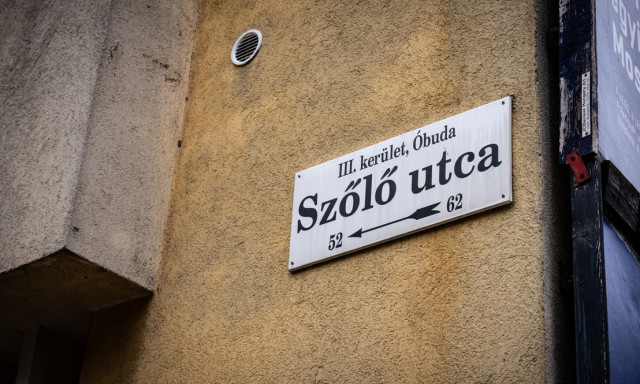 III. kerület, Óbuda
Szőlő utca
52 62